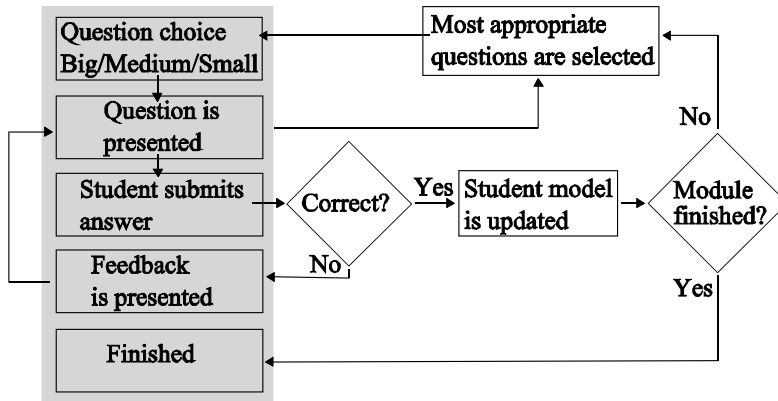 Question choice
Big/Medium/Small
Most appropriate
questions are selected
Question is
presented
No
Student submits
answer
Correct?
Yes
Student model
is updated
Module
finished?
No
Feedback
is presented
Yes
Finished